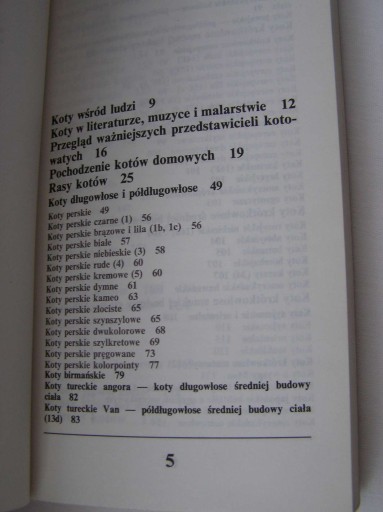 Koty wśród ludzi 9
Koty w literaturze, muzyce i malarstwie 12
Przegląd ważniejszych przedstawicieli koto-
watych 16
Pochodzenie kotów domowych 19
Rasy kotów 25
Koty długowłose i półdługowłose 49
Koty perskie 49
Koty perskie czarne (1) 56
Koty perskie brązowe i lila (1b, 1c) 56
Koty perskie białe 57
Koty perskie niebieskie (3) 58
Koty perskie rude (4) 60
Koty perskie kremowe (5) 60
Koty perskie dymne 61
Koty perskie kameo 63
Koty perskie złociste 65
Koty perskie szynszylowe 65
Koty perskie dwukolorowe 68
Koty perskie szylkretowe 69
Koty perskie pręgowane 73
Koty perskie kolorpointy 77
Koty birmańskie 79
Koty tureckie angora — koty długowłose średniej budowy
ciała 82
Koty tureckie Van — półdługowłose średniej budowy ciała
(13d) 83
5